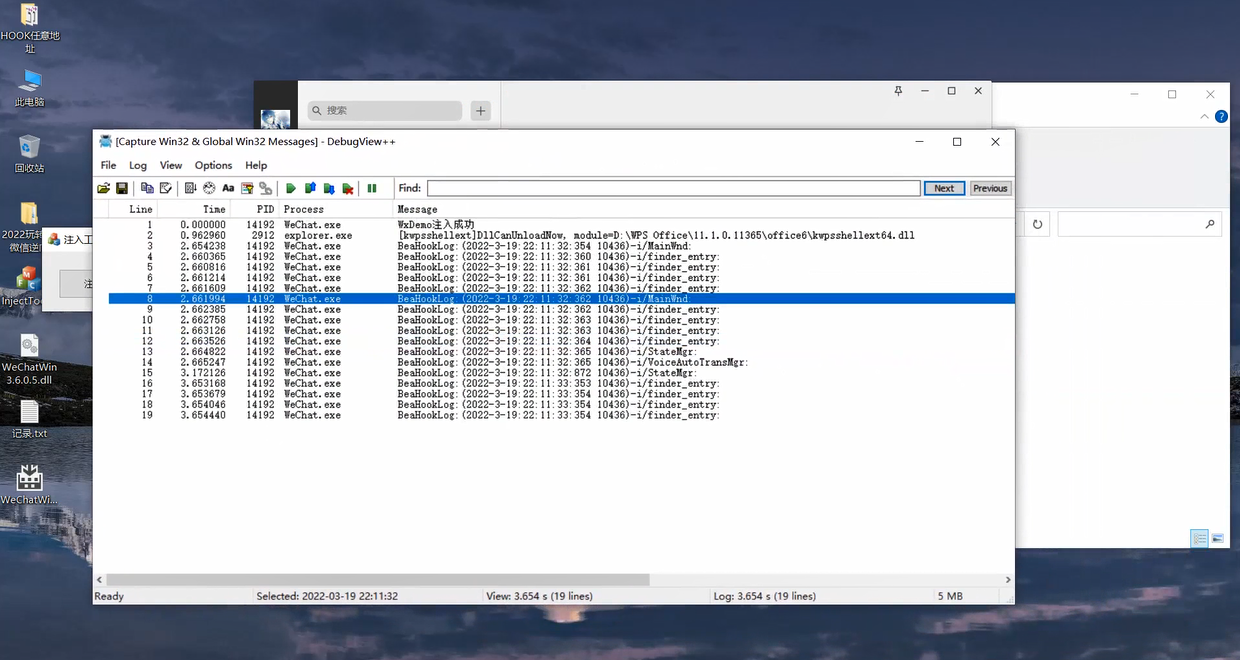 HOOK任意地
址
此电脑
回收站
2022玩转
微信逆
注入工
注
InjectToo
WeChatWin
3.6.0.5.dll
记录.txt
WeChatWi...
搜索
[Capture Win32 & Global Win32 Messages] - DebugView++
File Log View Options Help
Aa Find: Next Previous
Line Time PID Process Message
1 0.000000 14192 WeChat.exe WxDemo注入成功
2 0.962960 2912 explorer.exe [kwpsshellext]DllCanUnloadNow, module=D:\WPS Office\11.1.0.11365\office6\kwpsshellext64.dll
3 2.654238 14192 WeChat.exe BeaHookLog:(2022-3-19:22:11:32:354 10436)-i/MainWnd:
4 2.660365 14192 WeChat.exe BeaHookLog:(2022-3-19:22:11:32:360 10436)-i/finder_entry:
5 2.660816 14192 WeChat.exe BeaHookLog:(2022-3-19:22:11:32:361 10436)-i/finder_entry:
6 2.661214 14192 WeChat.exe BeaHookLog:(2022-3-19:22:11:32:361 10436)-i/finder_entry:
7 2.661609 14192 WeChat.exe BeaHookLog:(2022-3-19:22:11:32:362 10436)-i/finder_entry:
8 2.661994 14192 WeChat.exe BeaHookLog:(2022-3-19:22:11:32:362 10436)-i/MainWnd:
9 2.662385 14192 WeChat.exe BeaHookLog:(2022-3-19:22:11:32:362 10436)-i/finder_entry:
10 2.662758 14192 WeChat.exe BeaHookLog:(2022-3-19:22:11:32:363 10436)-i/finder_entry:
11 2.663126 14192 WeChat.exe BeaHookLog:(2022-3-19:22:11:32:363 10436)-i/finder_entry:
12 2.663526 14192 WeChat.exe BeaHookLog:(2022-3-19:22:11:32:364 10436)-i/finder_entry:
13 2.664822 14192 WeChat.exe BeaHookLog:(2022-3-19:22:11:32:365 10436)-i/StateMgr:
14 2.665247 14192 WeChat.exe BeaHookLog:(2022-3-19:22:11:32:365 10436)-i/VoiceAutoTransMgr:
15 3.172126 14192 WeChat.exe BeaHookLog:(2022-3-19:22:11:32:872 10436)-i/StateMgr:
16 3.653168 14192 WeChat.exe BeaHookLog:(2022-3-19:22:11:33:353 10436)-i/finder_entry:
17 3.653679 14192 WeChat.exe BeaHookLog:(2022-3-19:22:11:33:354 10436)-i/finder_entry:
18 3.654046 14192 WeChat.exe BeaHookLog:(2022-3-19:22:11:33:354 10436)-i/finder_entry:
19 3.654440 14192 WeChat.exe BeaHookLog:(2022-3-19:22:11:33:354 10436)-i/finder_entry:
Ready Selected: 2022-03-19 22:11:32 View: 3.654 s (19 lines) Log: 3.654 s (19 lines) 5 MB